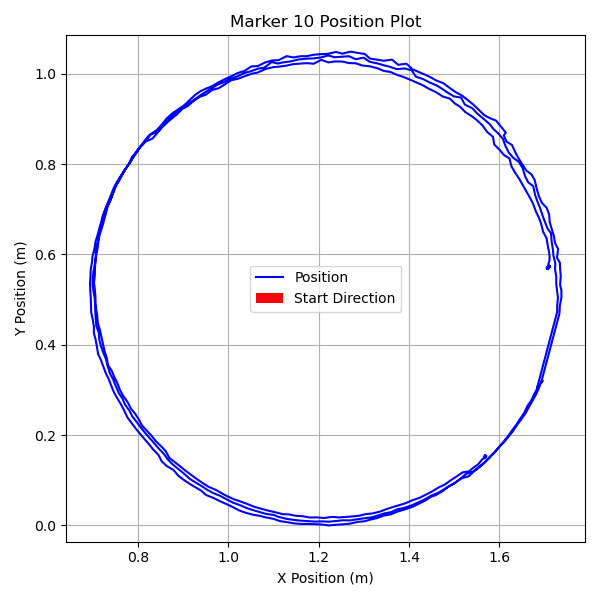 Marker 10 Position Plot
Y Position (m)
1.0
0.8
0.6
0.4
0.2
0.0
Position
Start Direction
0.8 1.0 1.2 1.4 1.6
X Position (m)